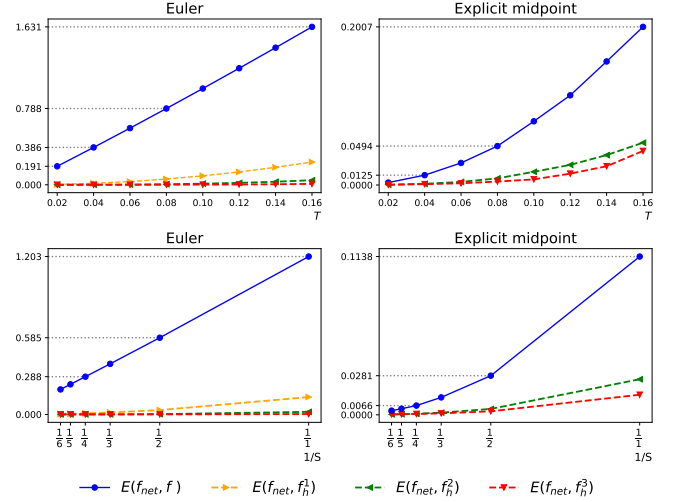 Euler
1.631
0.788
0.386
0.191
0.000
0.02 0.04 0.06 0.08 0.10 0.12 0.14 0.16
T
Explicit midpoint
0.2007
0.0494
0.0125
0.0000
0.02 0.04 0.06 0.08 0.10 0.12 0.14 0.16
T
Euler
1.203
0.585
0.288
0.000
1/6 1/5 1/4 1/3 1/2 1/1
1/S
Explicit midpoint
0.1138
0.0281
0.0066
0.0000
1/6 1/5 1/4 1/3 1/2 1/1
1/S
E(f_net, f ) E(f_net, f_h^1) E(f_net, f_h^2) E(f_net, f_h^3)